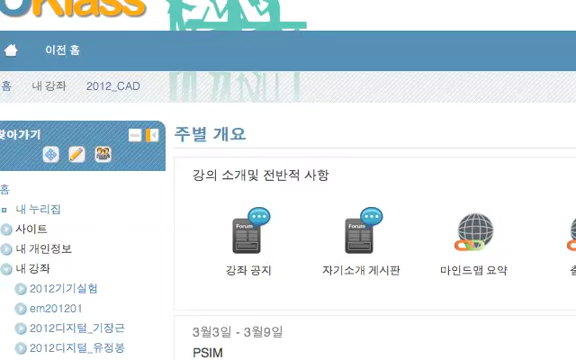 Klass
이전 홈
홈 내 강좌 2012_CAD
찾아가기
주별 개요
홈
내 누리집
사이트
내 개인정보
내 강좌
2012기기실험
em201201
2012디지털_기장근
2012디지털_유정봉
강의 소개및 전반적 사항
Forum
Forum
강좌 공지
자기소개 게시판
마인드맵 요약
3월3일 - 3월9일
PSIM